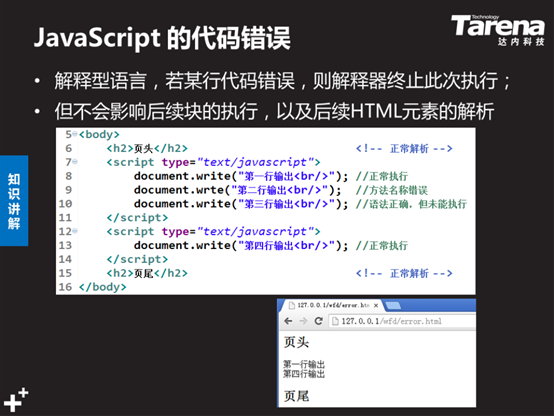 JavaScript 的代码错误
Technology
Tarena
达内科技
• 解释型语言，若某行代码错误，则解释器终止此次执行；
• 但不会影响后续块的执行，以及后续HTML元素的解析
知识讲解
5 <body>
6 <h2>页头</h2> <!-- 正常解析 -->
7 <script type="text/javascript">
8 document.write("第一行输出<br/>"); //正常执行
9 document.wrte("第二行输出<br/>"); //方法名称错误
10 document.write("第三行输出<br/>"); //语法正确，但未能执行
11 </script>
12 <script type="text/javascript">
13 document.write("第四行输出<br/>"); //正常执行
14 </script>
15 <h2>页尾</h2> <!-- 正常解析 -->
16 </body>
127.0.0.1/wfd/error.htm
127.0.0.1/wfd/error.html
页头
第一行输出
第四行输出
页尾